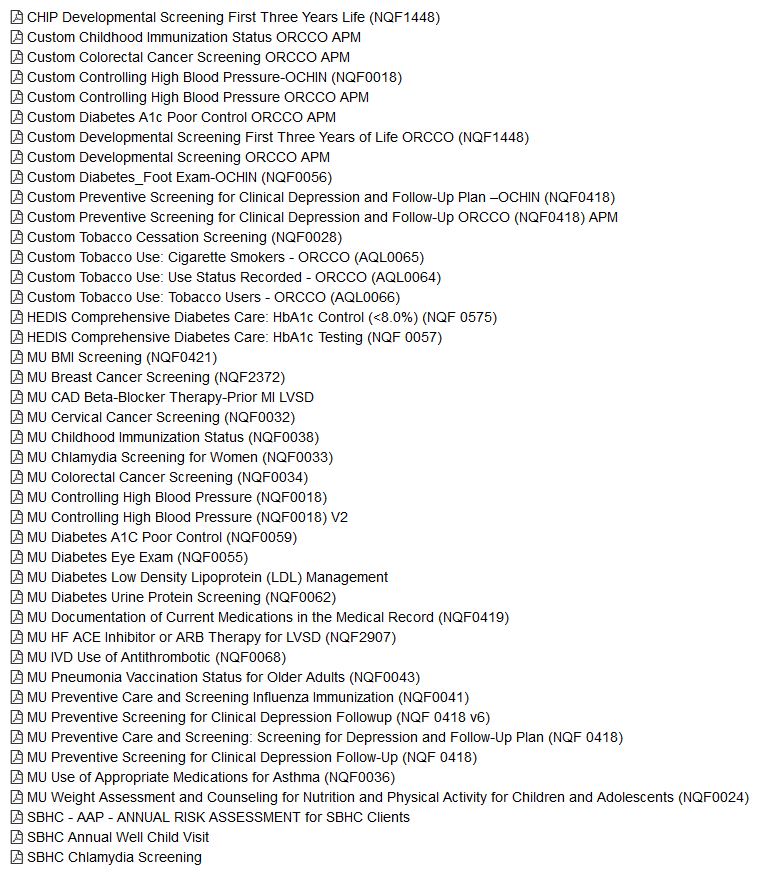 CHIP Developmental Screening First Three Years Life (NQF1448)
Custom Childhood Immunization Status ORCCO APM
Custom Colorectal Cancer Screening ORCCO APM
Custom Controlling High Blood Pressure-OCHIN (NQF0018)
Custom Controlling High Blood Pressure ORCCO APM
Custom Diabetes A1c Poor Control ORCCO APM
Custom Developmental Screening First Three Years of Life ORCCO (NQF1448)
Custom Developmental Screening ORCCO APM
Custom Diabetes_Foot Exam-OCHIN (NQF0056)
Custom Preventive Screening for Clinical Depression and Follow-Up Plan –OCHIN (NQF0418)
Custom Preventive Screening for Clinical Depression and Follow-Up ORCCO (NQF0418) APM
Custom Tobacco Cessation Screening (NQF0028)
Custom Tobacco Use: Cigarette Smokers - ORCCO (AQL0065)
Custom Tobacco Use: Use Status Recorded - ORCCO (AQL0064)
Custom Tobacco Use: Tobacco Users - ORCCO (AQL0066)
HEDIS Comprehensive Diabetes Care: HbA1c Control (<8.0%) (NQF 0575)
HEDIS Comprehensive Diabetes Care: HbA1c Testing (NQF 0057)
MU BMI Screening (NQF0421)
MU Breast Cancer Screening (NQF2372)
MU CAD Beta-Blocker Therapy-Prior MI LVSD
MU Cervical Cancer Screening (NQF0032)
MU Childhood Immunization Status (NQF0038)
MU Chlamydia Screening for Women (NQF0033)
MU Colorectal Cancer Screening (NQF0034)
MU Controlling High Blood Pressure (NQF0018)
MU Controlling High Blood Pressure (NQF0018) V2
MU Diabetes A1C Poor Control (NQF0059)
MU Diabetes Eye Exam (NQF0055)
MU Diabetes Low Density Lipoprotein (LDL) Management
MU Diabetes Urine Protein Screening (NQF0062)
MU Documentation of Current Medications in the Medical Record (NQF0419)
MU HF ACE Inhibitor or ARB Therapy for LVSD (NQF2907)
MU IVD Use of Antithrombotic (NQF0068)
MU Pneumonia Vaccination Status for Older Adults (NQF0043)
MU Preventive Care and Screening Influenza Immunization (NQF0041)
MU Preventive Screening for Clinical Depression Followup (NQF 0418 v6)
MU Preventive Care and Screening: Screening for Depression and Follow-Up Plan (NQF 0418)
MU Preventive Screening for Clinical Depression Follow-Up (NQF 0418)
MU Use of Appropriate Medications for Asthma (NQF0036)
MU Weight Assessment and Counseling for Nutrition and Physical Activity for Children and Adolescents (NQF0024)
SBHC - AAP - ANNUAL RISK ASSESSMENT for SBHC Clients
SBHC Annual Well Child Visit
SBHC Chlamydia Screening